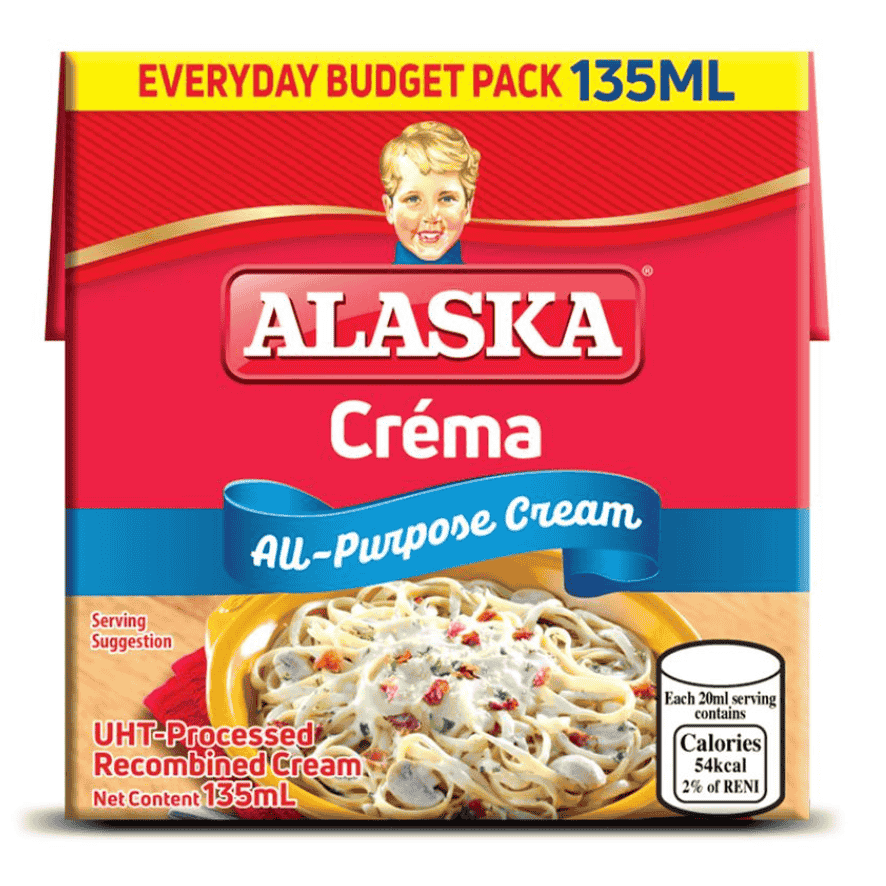 EVERYDAY BUDGET PACK 135ML
ALASKA®
Créma
All-Purpose Cream
Serving
Suggestion
UHT-Processed
Recombined Cream
Net Content 135mL
Each 20ml serving
contains
Calories
54kcal
2% of RENI